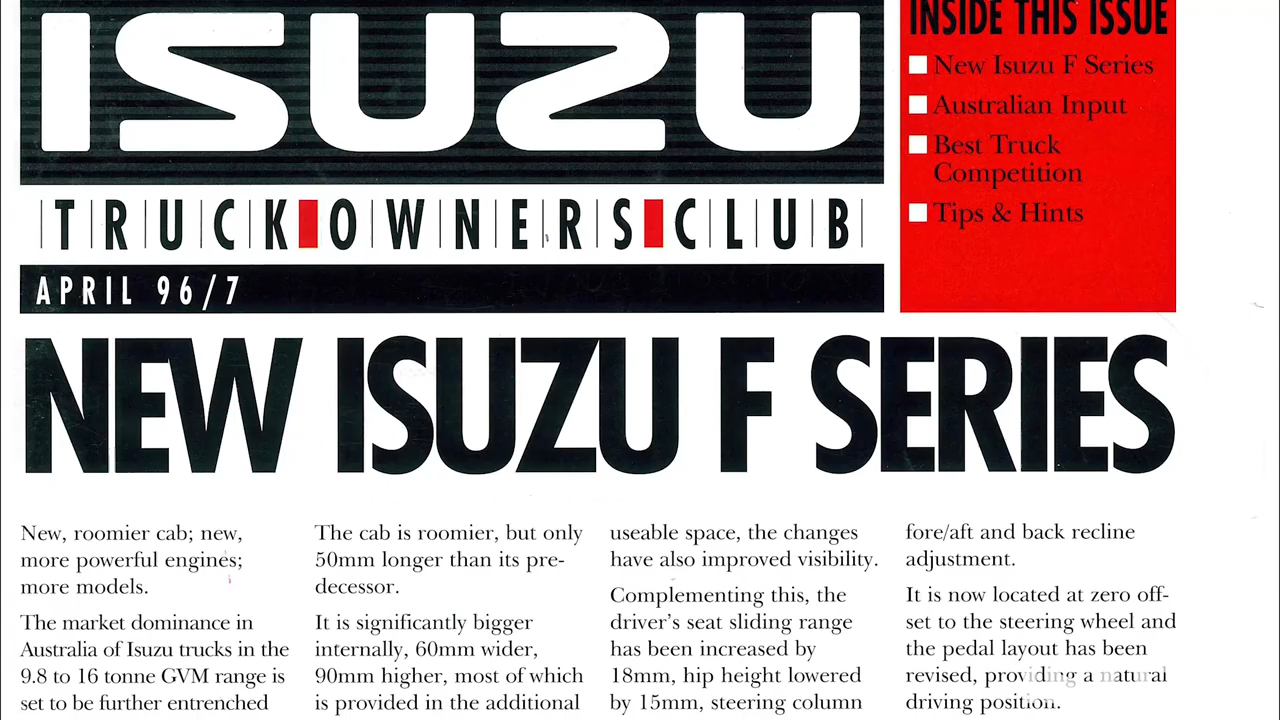 ISUZU
TRUCK OWNERS CLUB
APRIL 96/7
INSIDE THIS ISSUE
New Isuzu F Series
Australian Input
Best Truck
Competition
Tips & Hints
NEW ISUZU F SERIES
New, roomier cab; new,
more powerful engines;
more models.
The market dominance in
Australia of Isuzu trucks in the
9.8 to 16 tonne GVM range is
set to be further entrenched
The cab is roomier, but only
50mm longer than its pre-
decessor.
It is significantly bigger
internally, 60mm wider,
90mm higher, most of which
is provided in the additional
useable space, the changes
have also improved visibility.
Complementing this, the
driver's seat sliding range
has been increased by
18mm, hip height lowered
by 15mm, steering column
fore/aft and back recline
adjustment.
It is now located at zero off-
set to the steering wheel and
the pedal layout has been
revised, providing a natural
driving position.